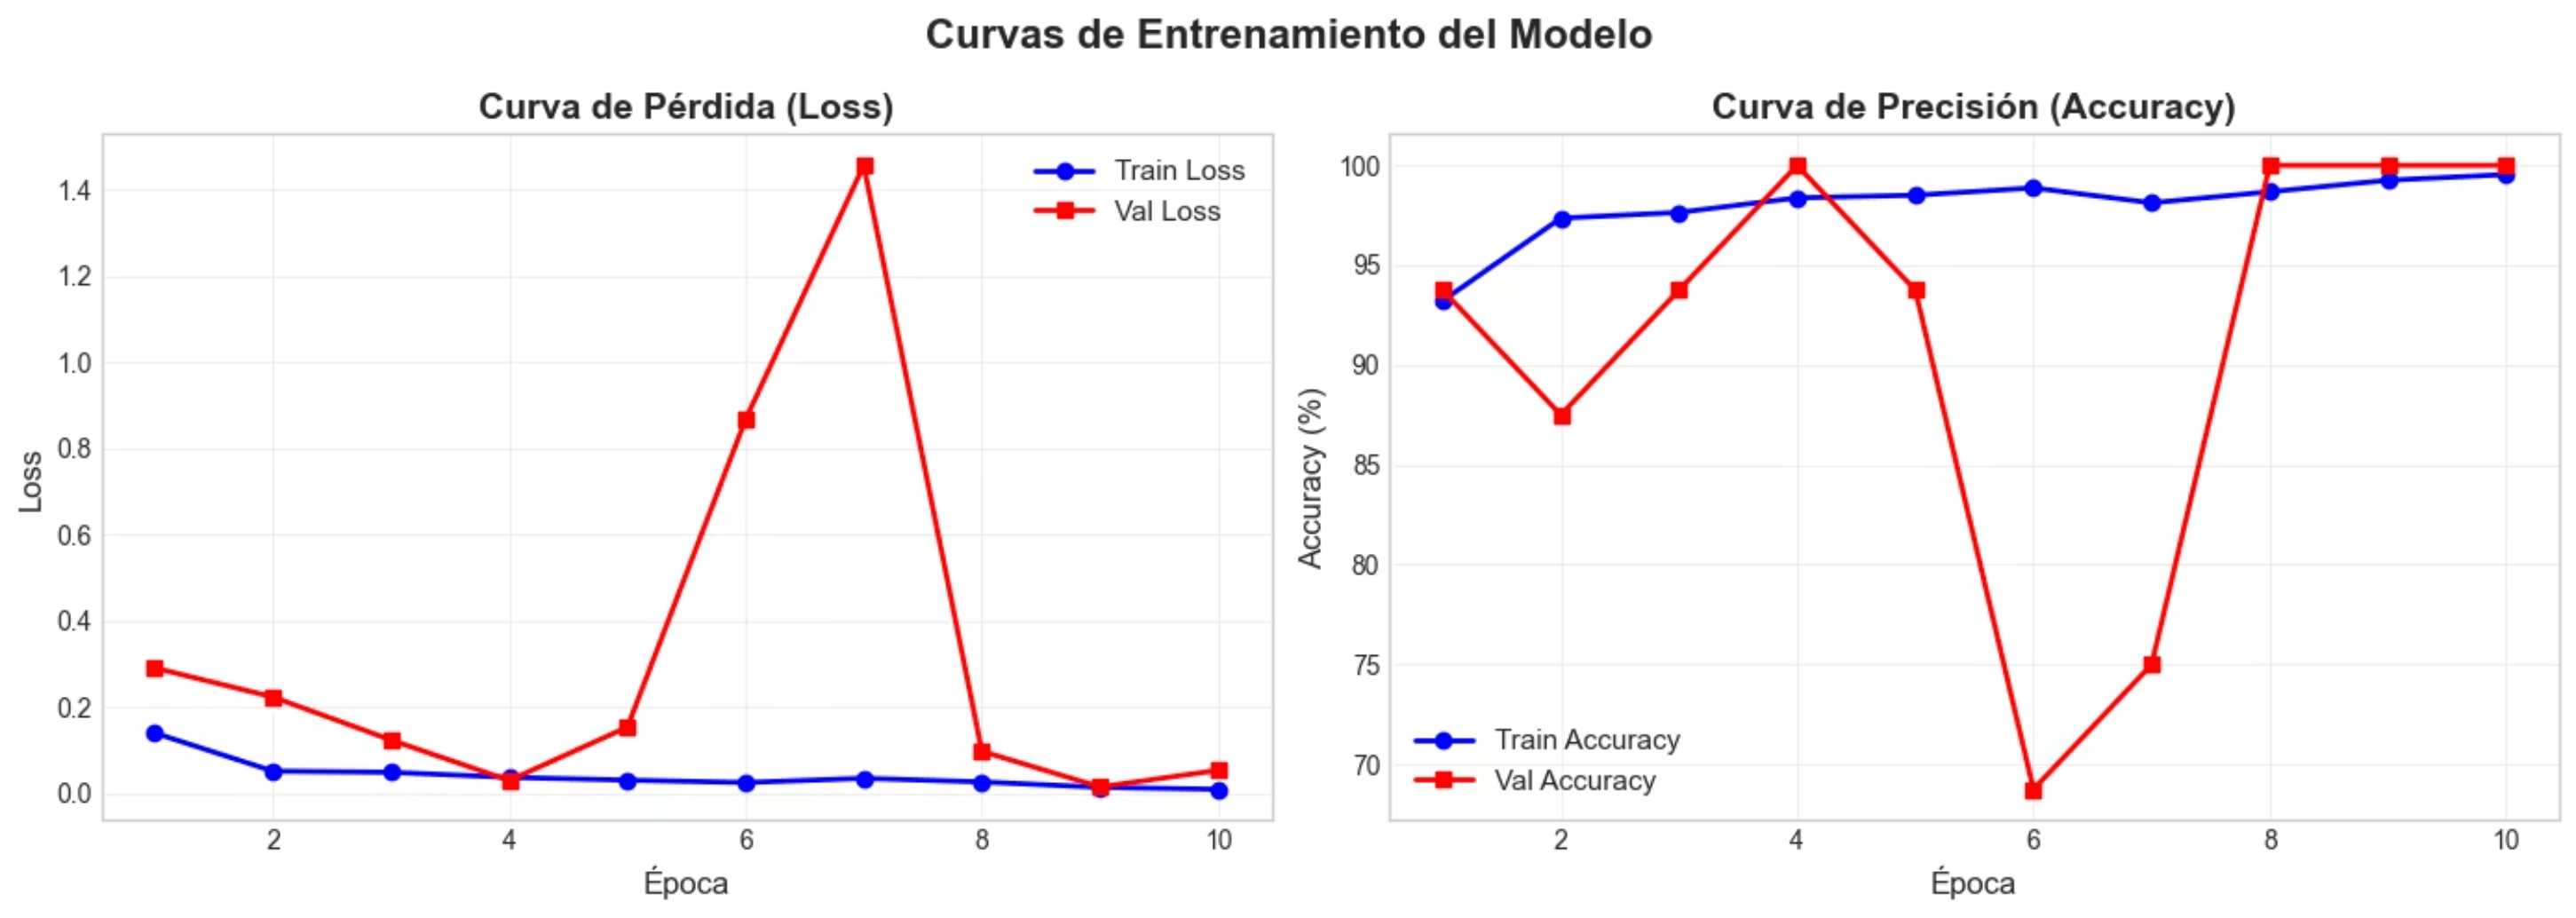 Curvas de Entrenamiento del Modelo
Curva de Pérdida (Loss)
Train Loss
Val Loss
1.4
1.2
1.0
0.8
0.6
0.4
0.2
0.0
Loss
2 4 6 8 10
Época
Curva de Precisión (Accuracy)
100
95
90
85
80
75
70
Accuracy (%)
Train Accuracy
Val Accuracy
2 4 6 8 10
Época